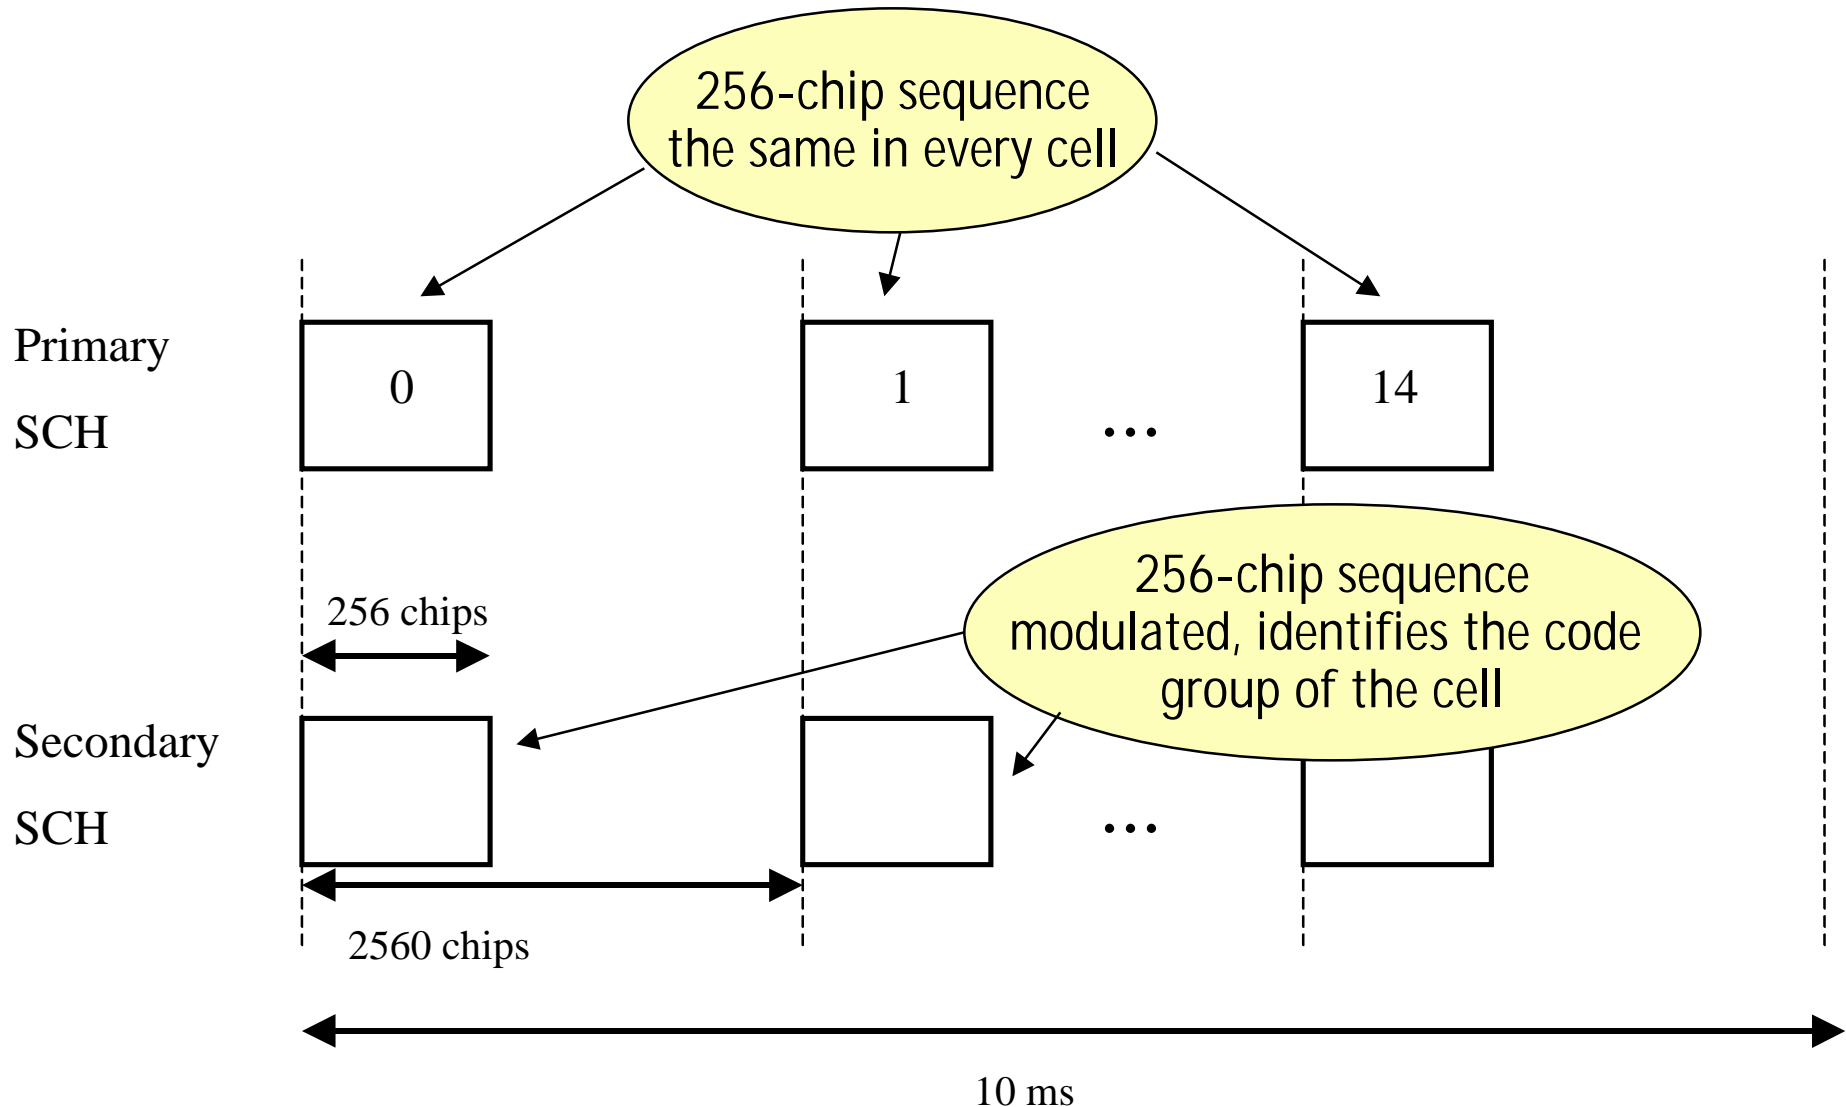 256-chip sequence
the same in every cell
Primary
SCH
0
1
...
14
256-chip sequence
modulated, identifies the code
group of the cell
256 chips
Secondary
SCH
...
2560 chips
10 ms